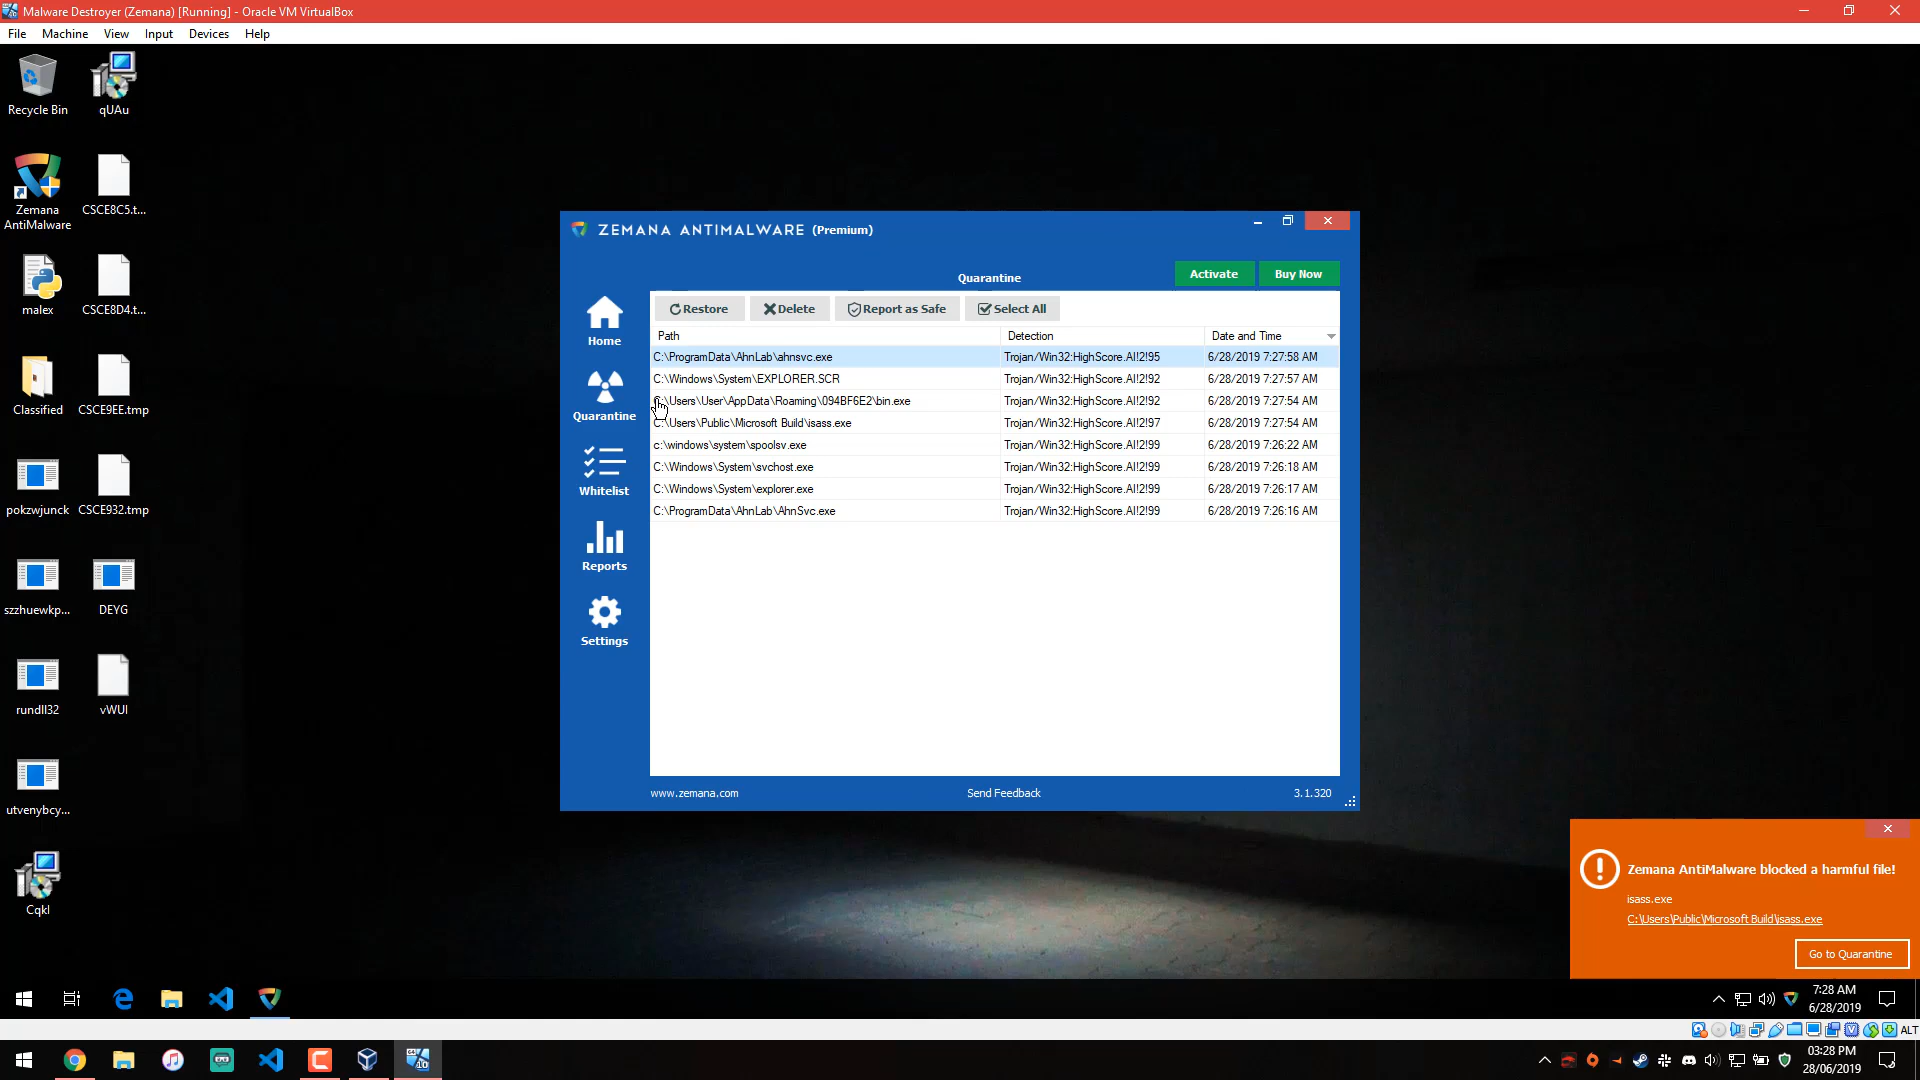 Malware Destroyer (Zemana) [Running] - Oracle VM VirtualBox
File Machine View Input Devices Help
Recycle Bin
qUAu
Zemana
AntiMalware
CSCE8C5.t...
malex
CSCE8D4.t...
Classified
CSCE9EE.tmp
pokzwjunck
CSCE932.tmp
szzhuewkp...
DEYG
rundll32
vWUI
utvenybcy...
Cqkl
ZEMANA ANTIMALWARE (Premium)
Quarantine
Activate
Buy Now
Home
Quarantine
Whitelist
Reports
Settings
Restore Delete Report as Safe Select All
Path Detection Date and Time
C:\ProgramData\AhnLab\ahnsvc.exe Trojan/Win32:HighScore.AI!2!95 6/28/2019 7:27:58 AM
C:\Windows\System\EXPLORER.SCR Trojan/Win32:HighScore.AI!2!92 6/28/2019 7:27:57 AM
C:\Users\User\AppData\Roaming\094BF6E2\bin.exe Trojan/Win32:HighScore.AI!2!92 6/28/2019 7:27:54 AM
C:\Users\Public\Microsoft Build\isass.exe Trojan/Win32:HighScore.AI!2!97 6/28/2019 7:27:54 AM
c:\windows\system\spoolsv.exe Trojan/Win32:HighScore.AI!2!99 6/28/2019 7:26:22 AM
C:\Windows\System\svchost.exe Trojan/Win32:HighScore.AI!2!99 6/28/2019 7:26:18 AM
C:\Windows\System\explorer.exe Trojan/Win32:HighScore.AI!2!99 6/28/2019 7:26:17 AM
C:\ProgramData\AhnLab\AhnSvc.exe Trojan/Win32:HighScore.AI!2!99 6/28/2019 7:26:16 AM
www.zemana.com Send Feedback 3.1.320
Zemana AntiMalware blocked a harmful file!
isass.exe
C:\Users\Public\Microsoft Build\isass.exe
Go to Quarantine
7:28 AM
6/28/2019
ALT
03:28 PM
28/06/2019